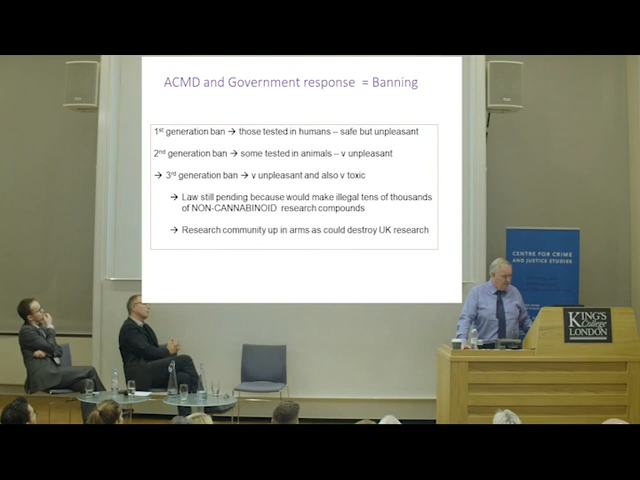 ACMD and Government response = Banning
1st generation ban → those tested in humans – safe but unpleasant
2nd generation ban → some tested in animals – v unpleasant
→ 3rd generation ban → v unpleasant and also v toxic
→ Law still pending because would make illegal tens of thousands
of NON-CANNABINOID research compounds
→ Research community up in arms as could destroy UK research
CENTRE FOR CRIME
AND JUSTICE STUDIES
KING'S
College
LONDON